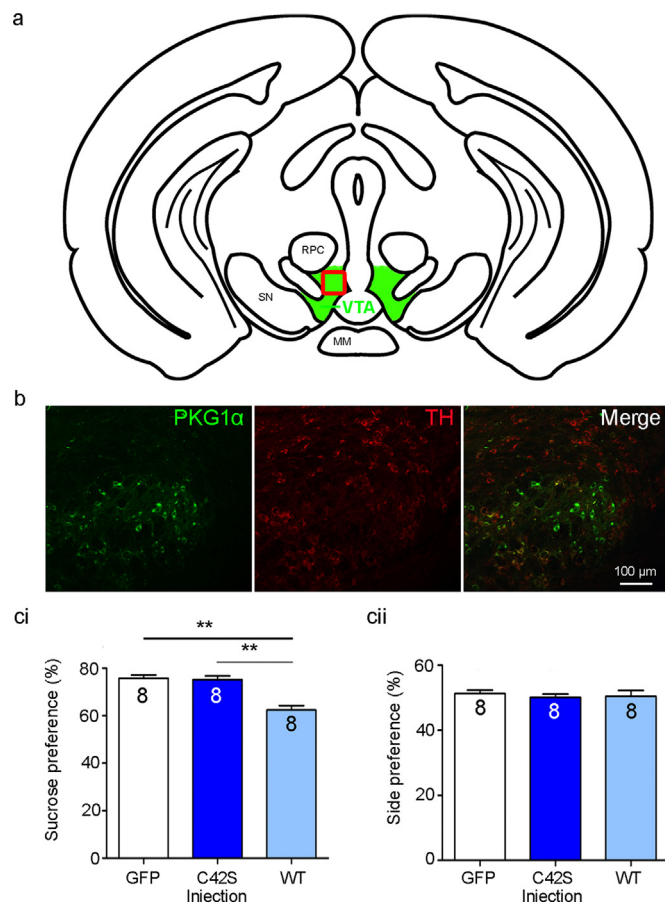 a
RPC
SN
VTA
MM
b
PKG1α
TH
Merge
100 µm
ci
**
**
Sucrose preference (%)
80
60
40
20
0
8
8
8
GFP
C42S
WT
Injection
cii
Side preference (%)
60
40
20
0
8
8
8
GFP
C42S
WT
Injection